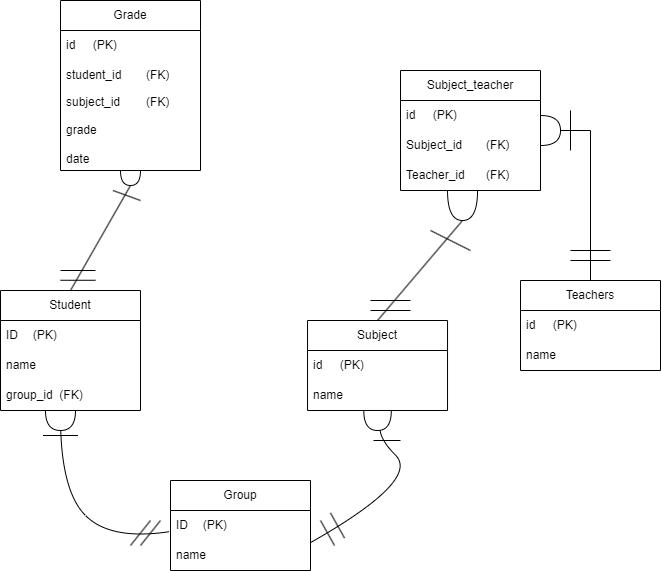 Grade
id (PK)
student_id (FK)
subject_id (FK)
grade
date
Subject_teacher
id (PK)
Subject_id (FK)
Teacher_id (FK)
Teachers
id (PK)
name
Student
ID (PK)
name
group_id (FK)
Subject
id (PK)
name
Group
ID (PK)
name